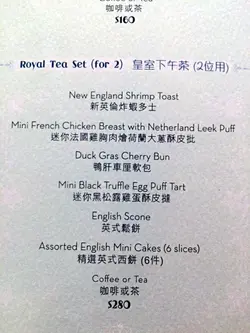 Coffee or Tea
咖啡或茶
$160
Royal Tea Set (for 2) 皇室下午茶 (2位用)
New England Shrimp Toast
新英倫炸蝦多士
Mini French Chicken Breast with Netherland Leek Puff
迷你法國雞胸肉燴荷蘭大蔥酥皮批
Duck Gras Cherry Bun
鴨肝車厘軟包
Mini Black Truffle Egg Puff Tart
迷你黑松露雞蛋酥皮撻
English Scone
英式鬆餅
Assorted English Mini Cakes (6 slices)
精選英式西餅 (6件)
Coffee or Tea
咖啡或茶
$280